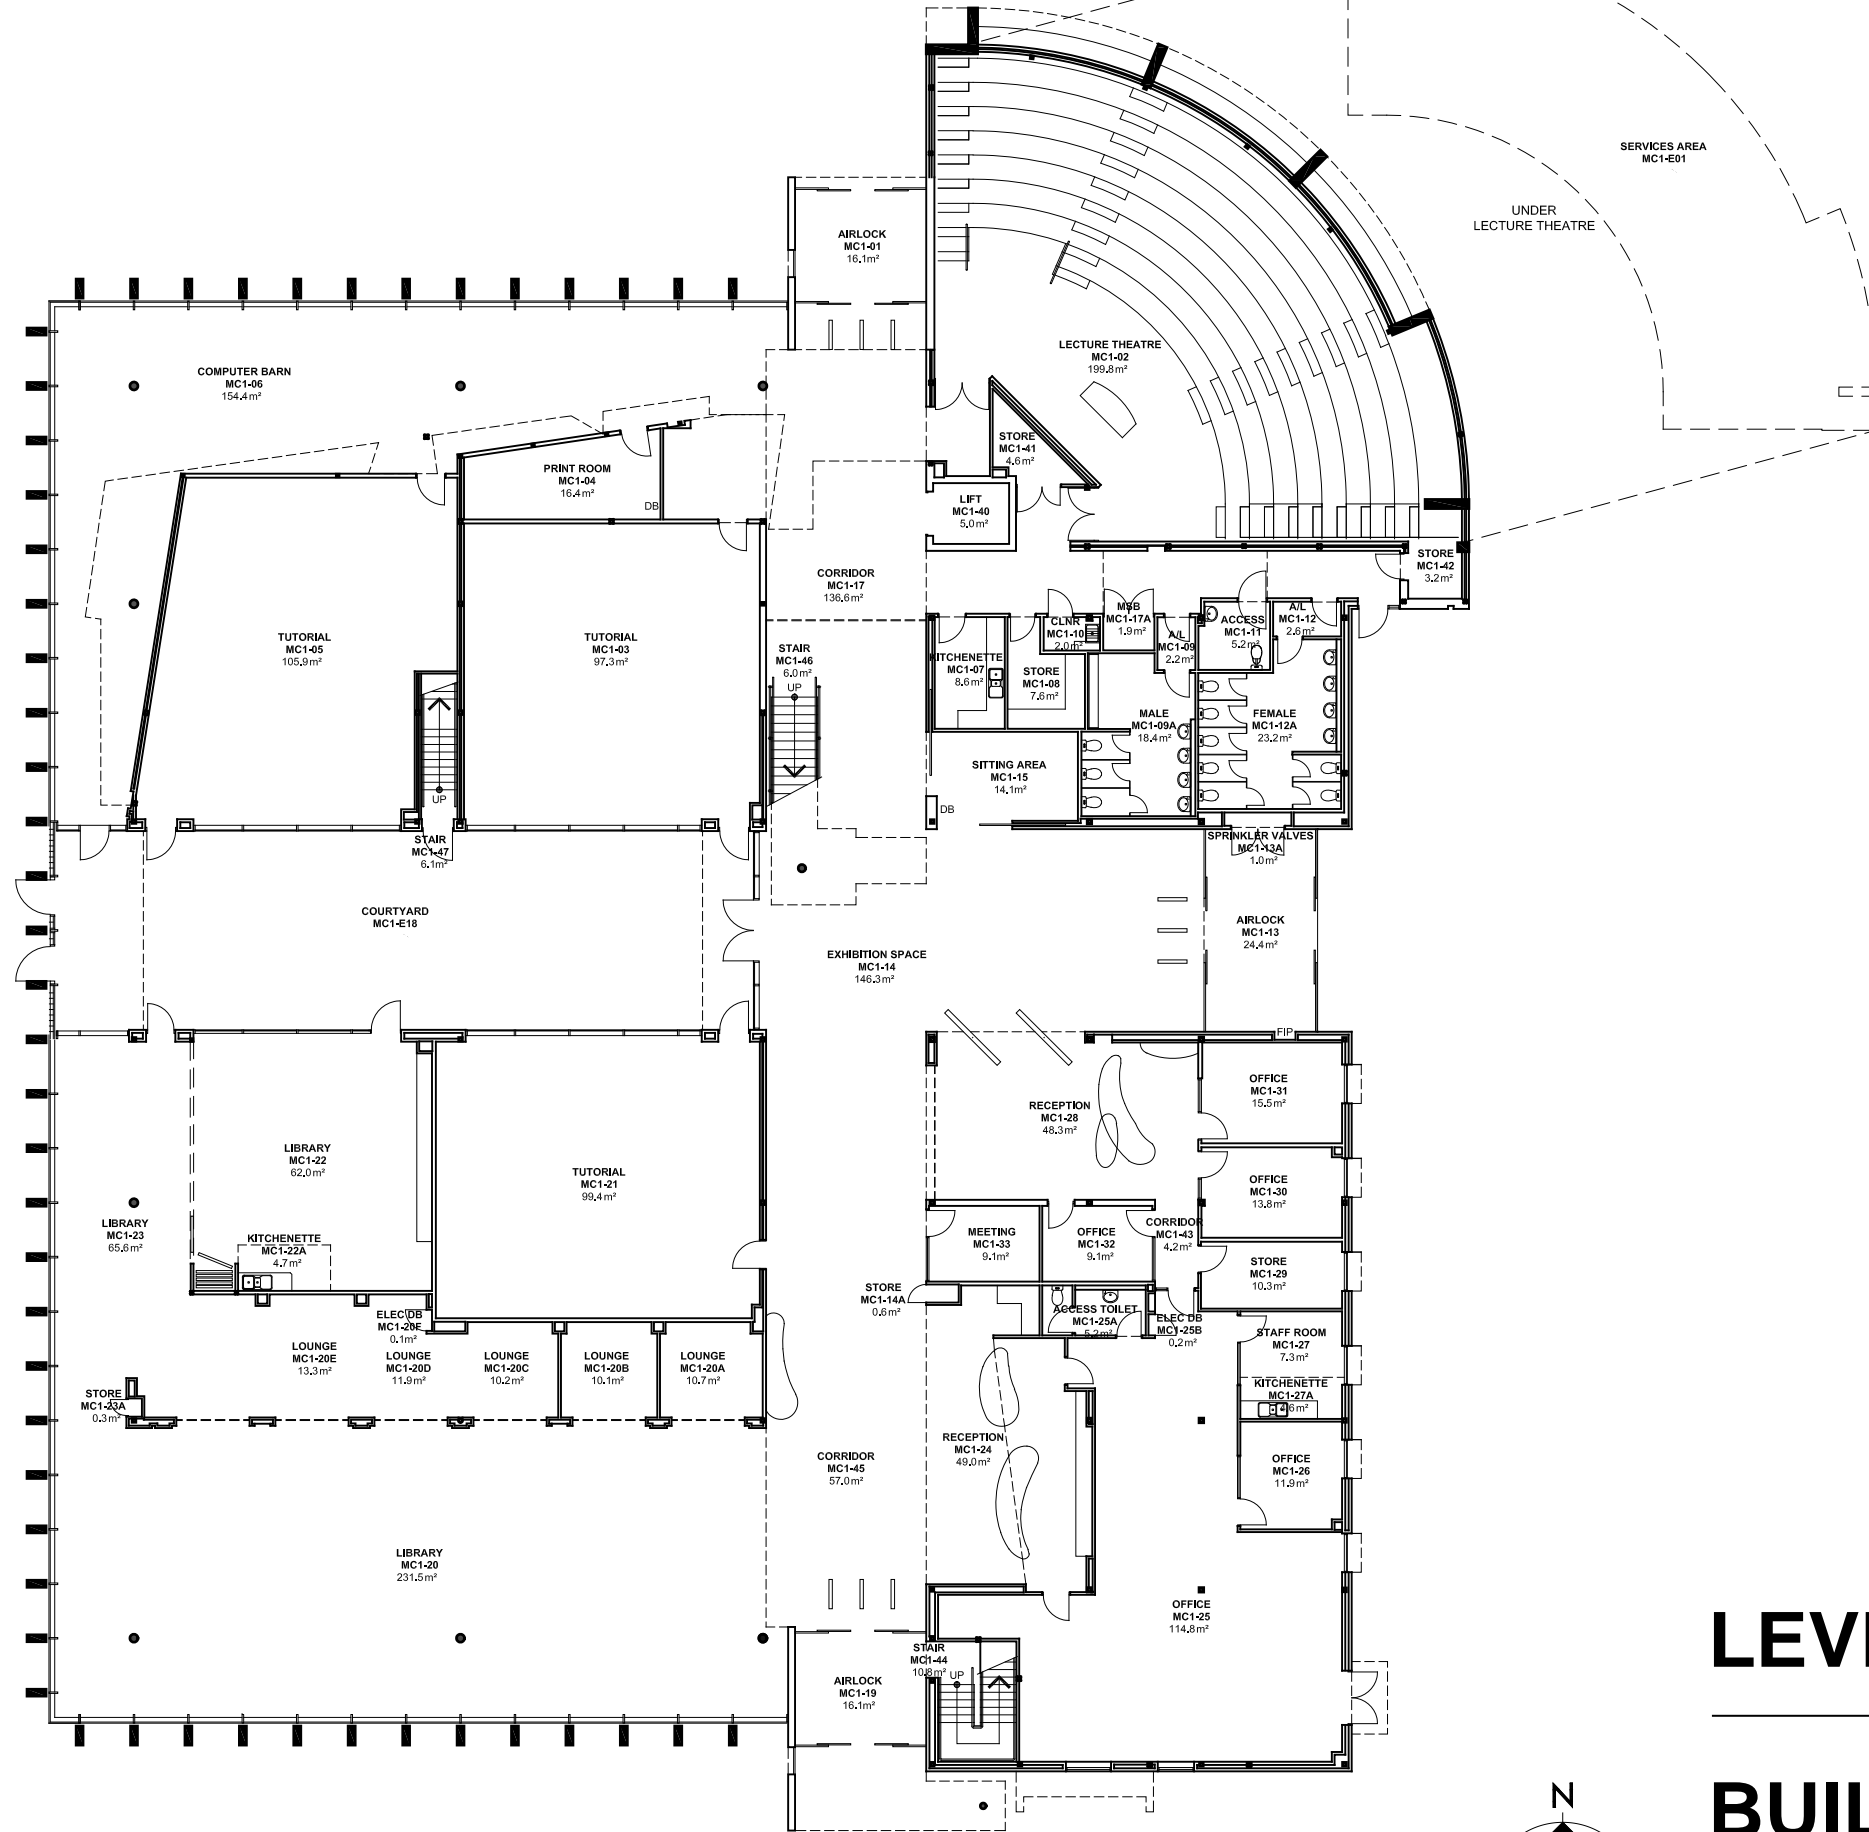 SERVICES AREA
MC1-E01
UNDER
LECTURE THEATRE
AIRLOCK
MC1-01
16.1m²
LECTURE THEATRE
MC1-02
199.8m²
COMPUTER BARN
MC1-06
154.4m²
STORE
MC1-41
4.6m²
PRINT ROOM
MC1-04
16.4m²
DB
LIFT
MC1-40
5.0m²
STORE
MC1-42
3.2m²
CORRIDOR
MC1-17
136.6m²
TUTORIAL
MC1-05
105.9m²
TUTORIAL
MC1-03
97.3m²
STAIR
MC1-46
6.0m²
UP
CLNR
MC1-10
2.0m²
MSB
MC1-17A
1.9m²
A/L
MC1-09
2.2m²
ACCESS
MC1-11
5.2m²
A/L
MC1-12
2.6m²
KITCHENETTE
MC1-07
8.6m²
STORE
MC1-08
7.6m²
MALE
MC1-09A
18.4m²
FEMALE
MC1-12A
23.2m²
SITTING AREA
MC1-15
14.1m²
UP
DB
STAIR
MC1-47
6.1m²
SPRINKLER VALVES
MC1-13A
1.0m²
COURTYARD
MC1-E18
AIRLOCK
MC1-13
24.4m²
EXHIBITION SPACE
MC1-14
146.3m²
FIP
OFFICE
MC1-31
15.5m²
RECEPTION
MC1-28
48.3m²
LIBRARY
MC1-22
62.0m²
TUTORIAL
MC1-21
99.4m²
OFFICE
MC1-30
13.8m²
LIBRARY
MC1-23
65.6m²
KITCHENETTE
MC1-22A
4.7m²
MEETING
MC1-33
9.1m²
OFFICE
MC1-32
9.1m²
CORRIDOR
MC1-43
4.2m²
STORE
MC1-29
10.3m²
STORE
MC1-14A
0.6m²
ELEC DB
MC1-20F
0.1m²
ACCESS TOILET
MC1-25A
5.2m²
ELEC DB
MC1-25B
0.2m²
STAFF ROOM
MC1-27
7.3m²
LOUNGE
MC1-20E
13.3m²
LOUNGE
MC1-20D
11.9m²
LOUNGE
MC1-20C
10.2m²
LOUNGE
MC1-20B
10.1m²
LOUNGE
MC1-20A
10.7m²
STORE
MC1-23A
0.3m²
KITCHENETTE
MC1-27A
RECEPTION
MC1-24
49.0m²
CORRIDOR
MC1-45
57.0m²
OFFICE
MC1-26
11.9m²
LIBRARY
MC1-20
231.5m²
OFFICE
MC1-25
114.8m²
STAIR
MC1-44
10.8m²
UP
AIRLOCK
MC1-19
16.1m²
LEV
N
BUIL